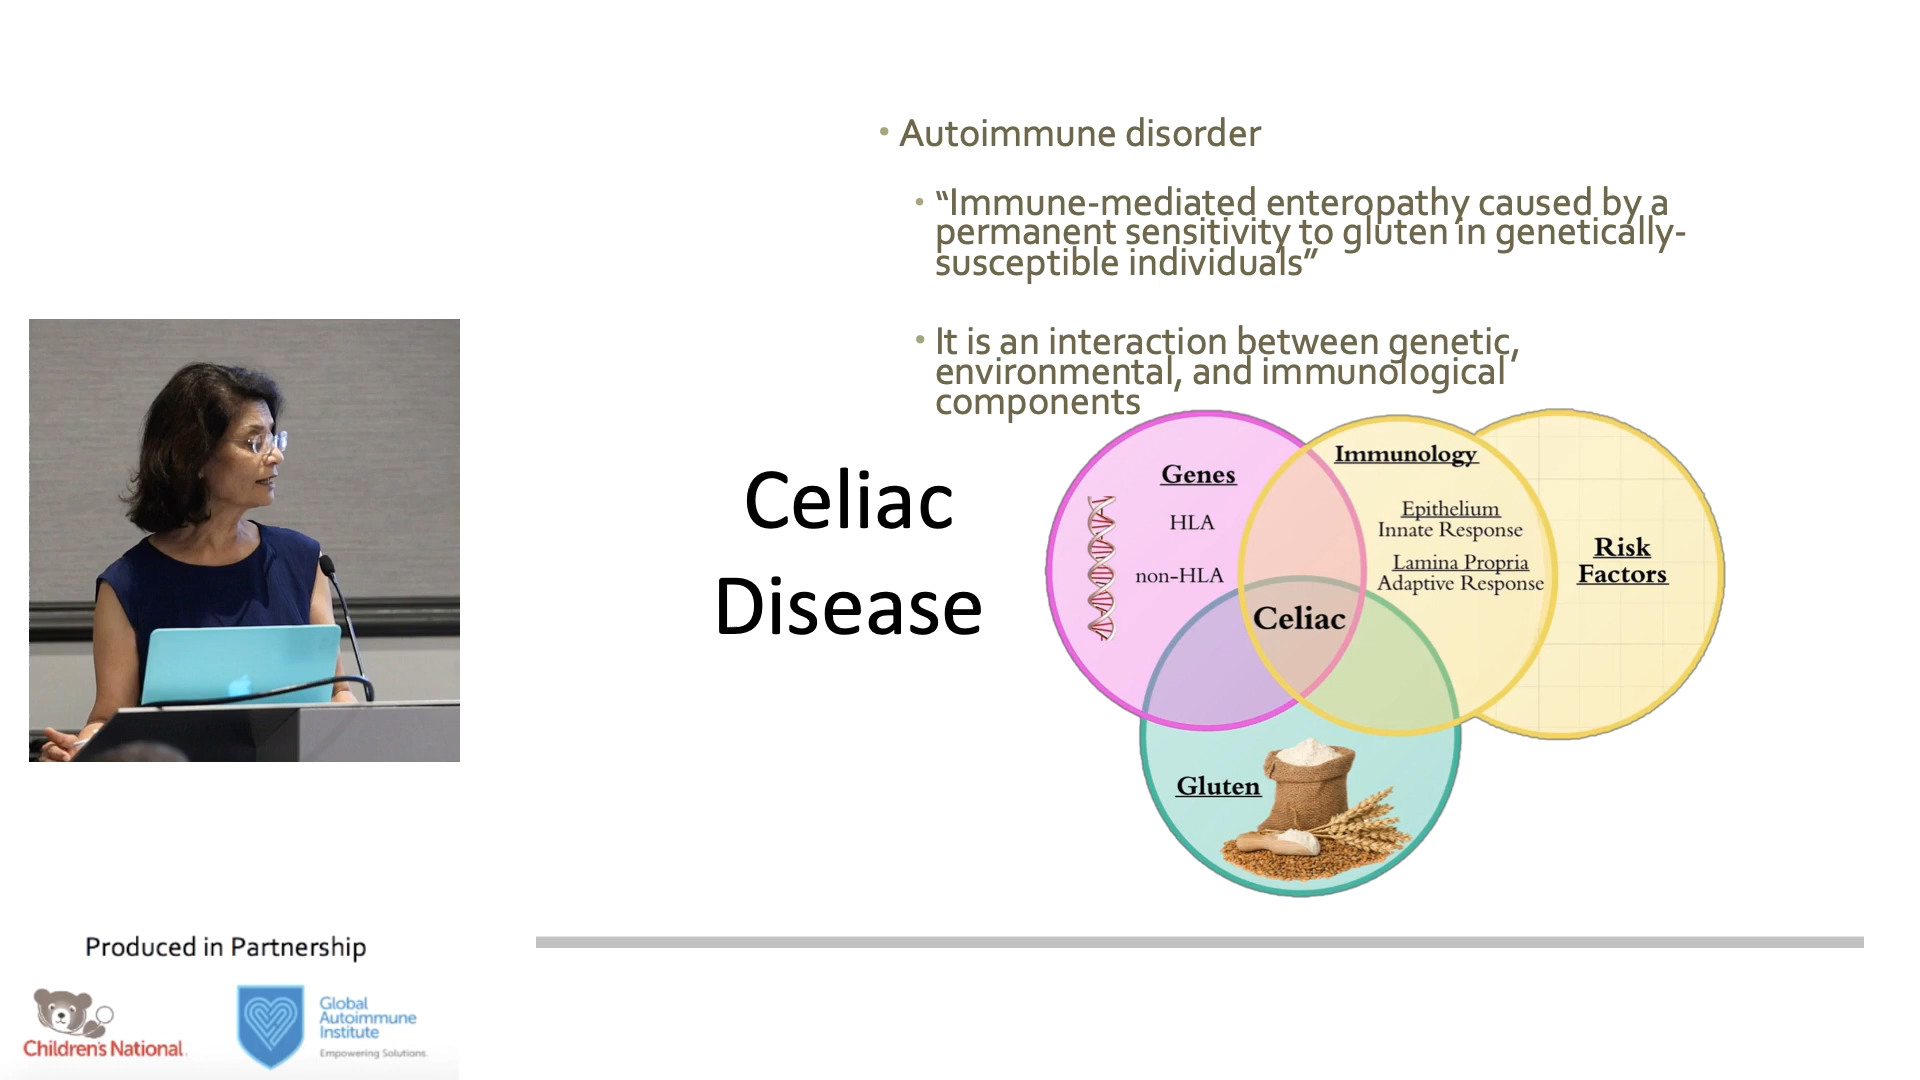 • Autoimmune disorder
• “Immune-mediated enteropathy caused by a
permanent sensitivity to gluten in genetically-
susceptible individuals”
• It is an interaction between genetic,
environmental, and immunological
components
Celiac
Disease
Genes
HLA
non-HLA
Immunology
Epithelium
Innate Response
Lamina Propria
Adaptive Response
Risk
Factors
Celiac
Gluten
Produced in Partnership
Children's National.
Global
Autoimmune
Institute
Empowering Solutions.